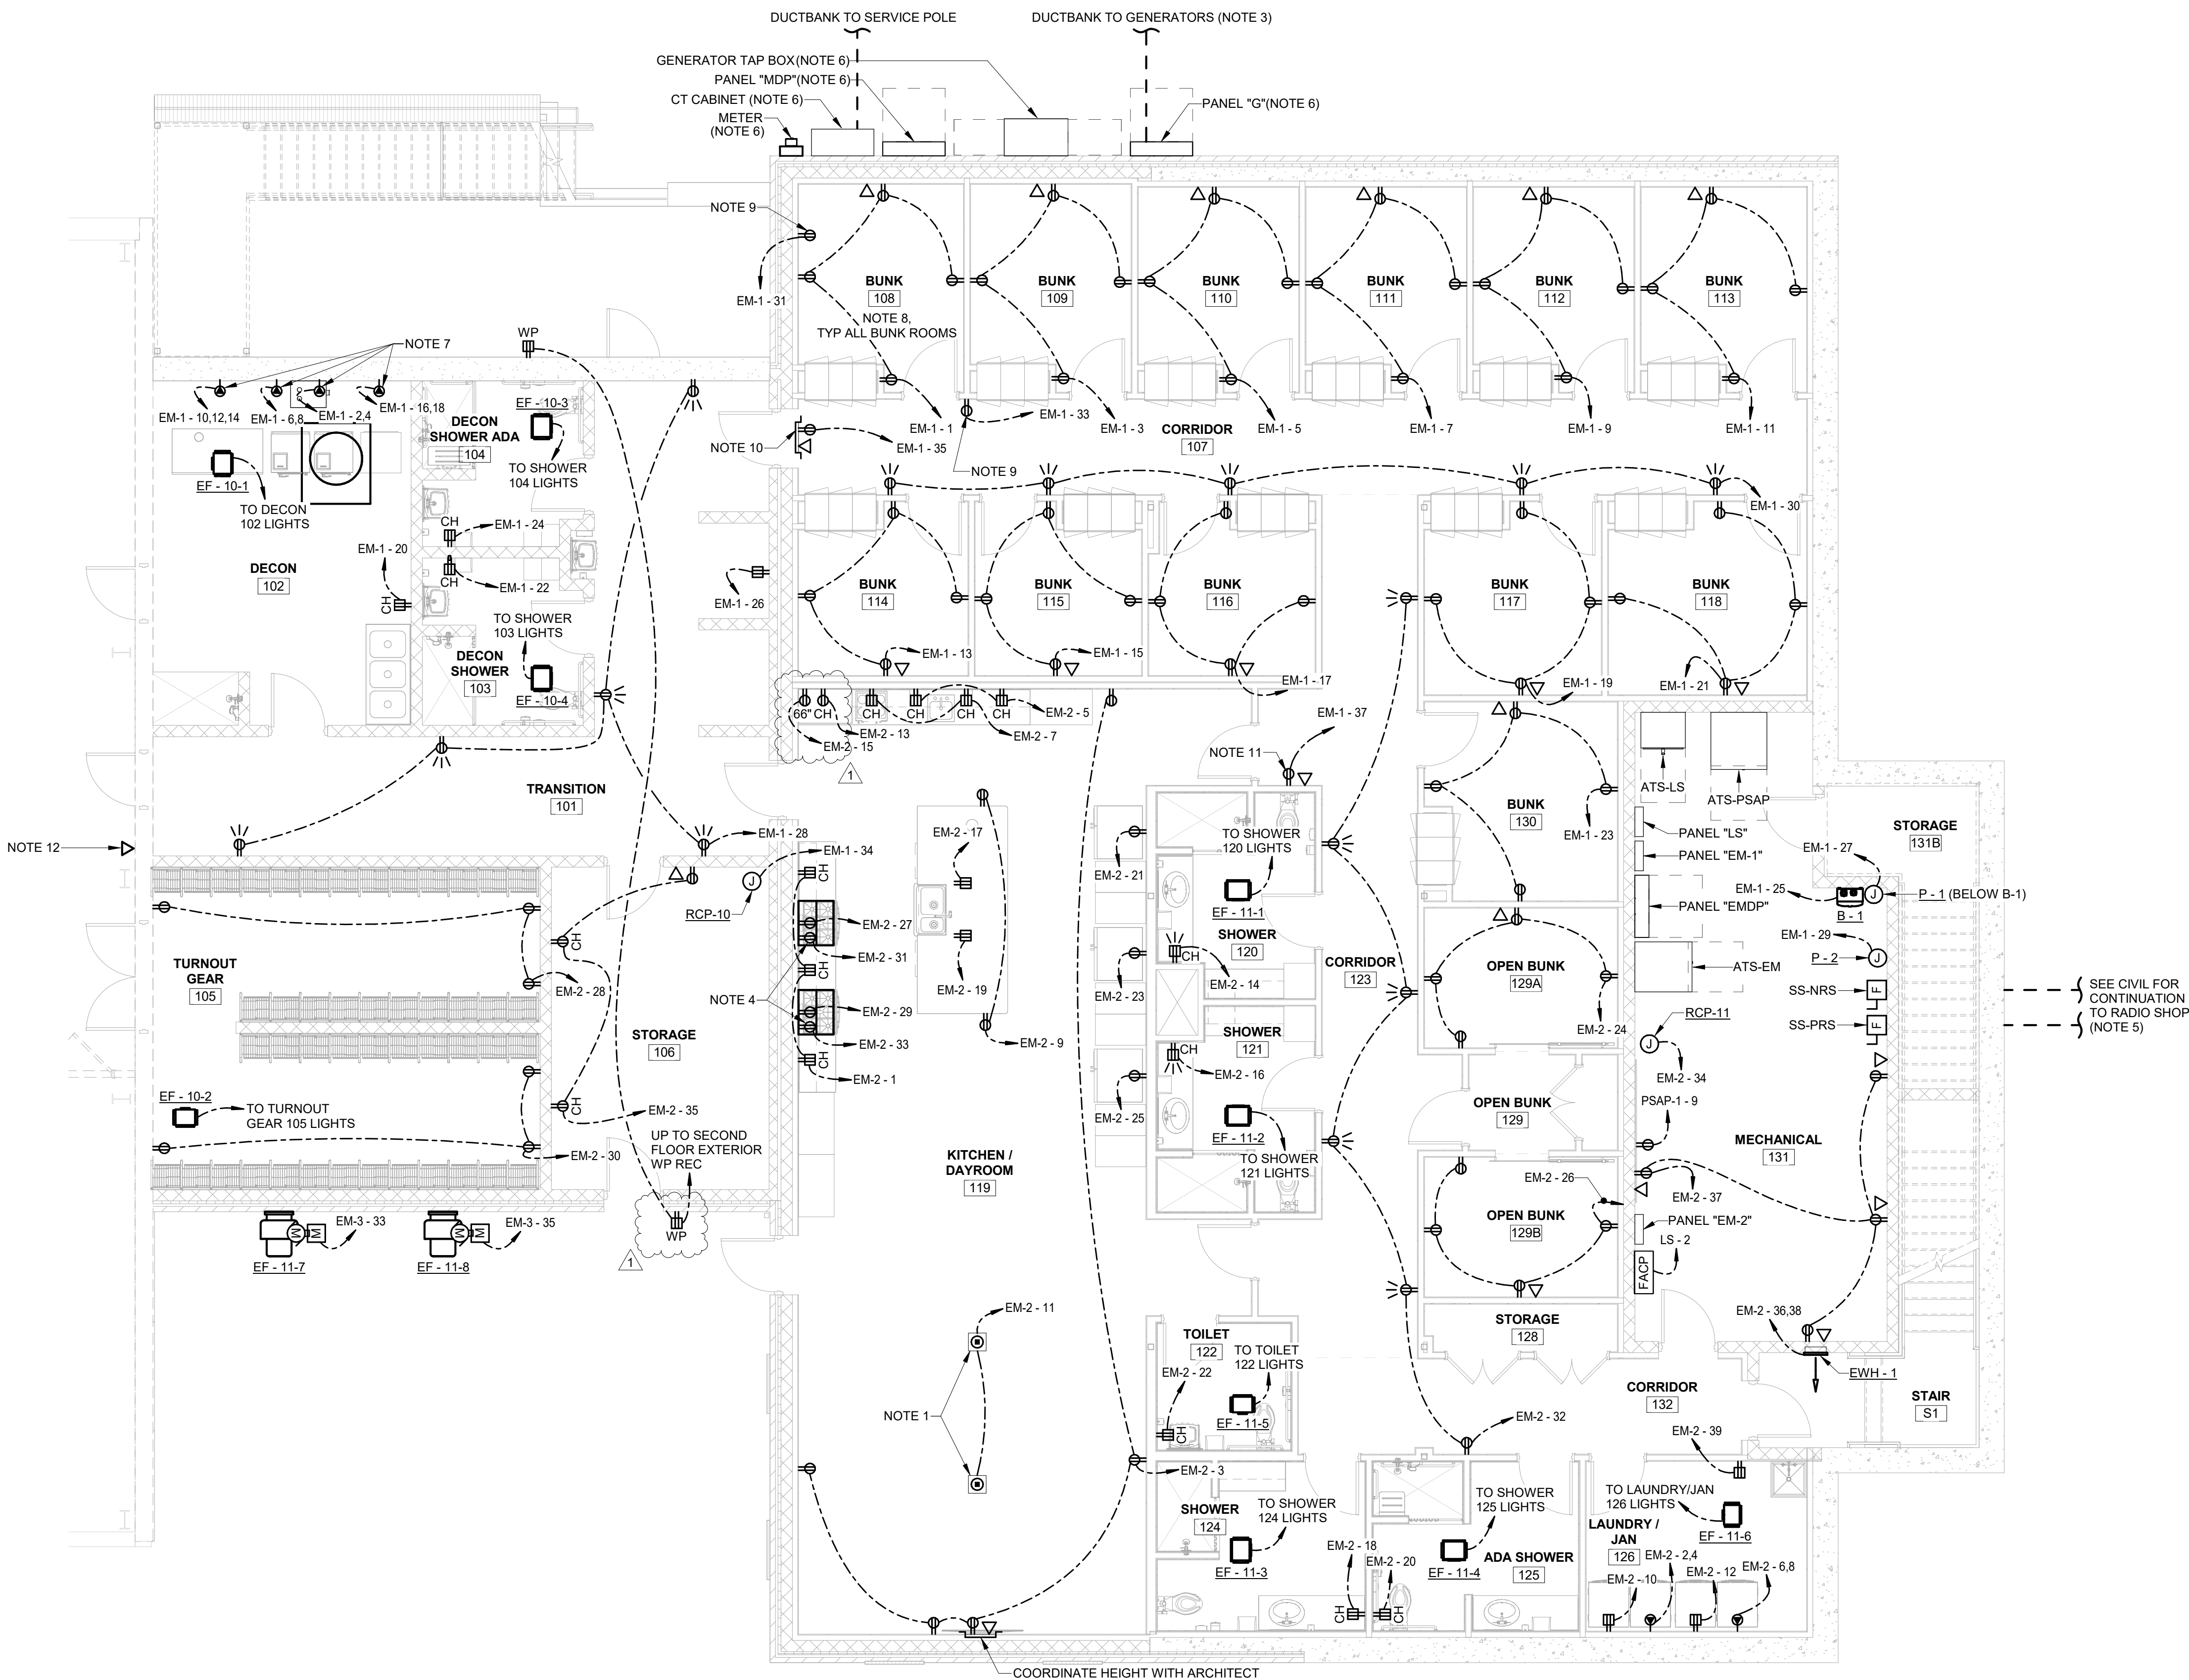 DUCTBANK TO SERVICE POLE
DUCTBANK TO GENERATORS (NOTE 3)
GENERATOR TAP BOX(NOTE 6)
PANEL "MDP"(NOTE 6)
CT CABINET (NOTE 6)
METER
(NOTE 6)
PANEL "G"(NOTE 6)
NOTE 9
EM-1 - 31
BUNK
108
NOTE 8,
TYP ALL BUNK ROOMS
BUNK
109
BUNK
110
BUNK
111
BUNK
112
BUNK
113
WP
NOTE 7
EM-1 - 10,12,14
EM-1 - 6,8
EM-1 - 2,4
EM-1 - 16,18
DECON
SHOWER ADA
104
EF - 10-3
TO SHOWER
104 LIGHTS
EF - 10-1
TO DECON
102 LIGHTS
NOTE 10
EM-1 - 35
EM-1 - 1
EM-1 - 33
NOTE 9
EM-1 - 3
CORRIDOR
107
EM-1 - 5
EM-1 - 7
EM-1 - 9
EM-1 - 11
EM-1 - 30
CH
EM-1 - 24
EM-1 - 20
CH
EM-1 - 22
CH
DECON
102
EM-1 - 26
TO SHOWER
103 LIGHTS
DECON
SHOWER
103
EF - 10-4
BUNK
114
BUNK
115
BUNK
116
BUNK
117
BUNK
118
EM-1 - 13
EM-1 - 15
EM-1 - 17
EM-1 - 19
EM-1 - 21
66"
CH
CH
CH
CH
CH
EM-2 - 5
EM-2 - 13
EM-2 - 7
EM-2 - 15
1
EM-1 - 37
NOTE 11
TRANSITION
101
NOTE 12
EM-1 - 28
EM-1 - 34
CH
RCP-10
EM-2 - 17
EM-2 - 27
EM-2 - 31
CH
NOTE 4
EM-2 - 29
EM-2 - 33
CH
EM-2 - 1
EM-2 - 19
EM-2 - 9
EM-2 - 21
EM-2 - 23
EM-2 - 25
TO SHOWER
120 LIGHTS
EF - 11-1
SHOWER
120
CH
EM-2 - 14
SHOWER
121
CH
EM-2 - 16
EF - 11-2
TO SHOWER
121 LIGHTS
CORRIDOR
123
BUNK
130
EM-1 - 23
OPEN BUNK
129A
EM-2 - 24
OPEN BUNK
129
EM-2 - 26
OPEN BUNK
129B
STORAGE
128
ATS-LS
ATS-PSAP
PANEL "LS"
PANEL "EM-1"
PANEL "EMDP"
ATS-EM
STORAGE
131B
EM-1 - 27
EM-1 - 25
B - 1
J
P - 1 (BELOW B-1)
EM-1 - 29
P - 2
J
SS-NRS
F
SS-PRS
F
SEE CIVIL FOR
CONTINUATION
TO RADIO SHOP
(NOTE 5)
RCP-11
J
EM-2 - 34
PSAP-1 - 9
MECHANICAL
131
EM-2 - 37
PANEL "EM-2"
LS - 2
FACP
EM-2 - 36,38
EWH - 1
STAIR
S1
TURNOUT
GEAR
105
CH
EM-2 - 28
STORAGE
106
CH
EM-2 - 35
EF - 10-2
TO TURNOUT
GEAR 105 LIGHTS
EM-2 - 30
UP TO SECOND
FLOOR EXTERIOR
WP REC
WP
1
J
M
M
EM-3 - 33
EF - 11-7
M
M
EM-3 - 35
EF - 11-8
KITCHEN /
DAYROOM
119
EM-2 - 11
NOTE 1
TOILET
122
TO TOILET
122 LIGHTS
EM-2 - 22
EF - 11-5
CH
EM-2 - 3
EM-2 - 32
CORRIDOR
132
EM-2 - 39
SHOWER
124
TO SHOWER
124 LIGHTS
EF - 11-3
EM-2 - 18
EM-2 - 20
CH
CH
TO SHOWER
125 LIGHTS
EF - 11-4
ADA SHOWER
125
TO LAUNDRY/JAN
126 LIGHTS
EF - 11-6
LAUNDRY /
JAN
126
EM-2 - 2,4
EM-2 - 6,8
EM-2 - 10
EM-2 - 12
COORDINATE HEIGHT WITH ARCHITECT